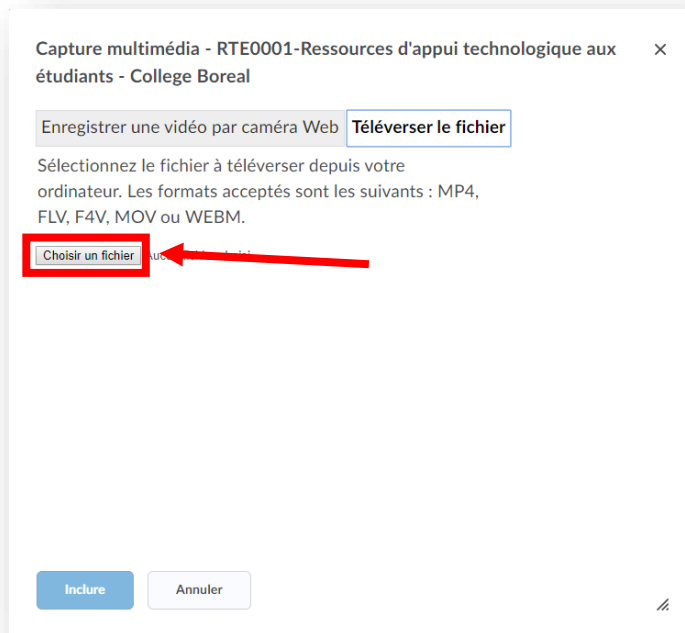 Capture multimédia - RTE0001-Ressources d'appui technologique aux
étudiants - College Boreal
Enregistrer une vidéo par caméra Web Téléverser le fichier
Sélectionnez le fichier à téléverser depuis votre
ordinateur. Les formats acceptés sont les suivants : MP4,
FLV, F4V, MOV ou WEBM.
Choisir un fichier
Inclure Annuler